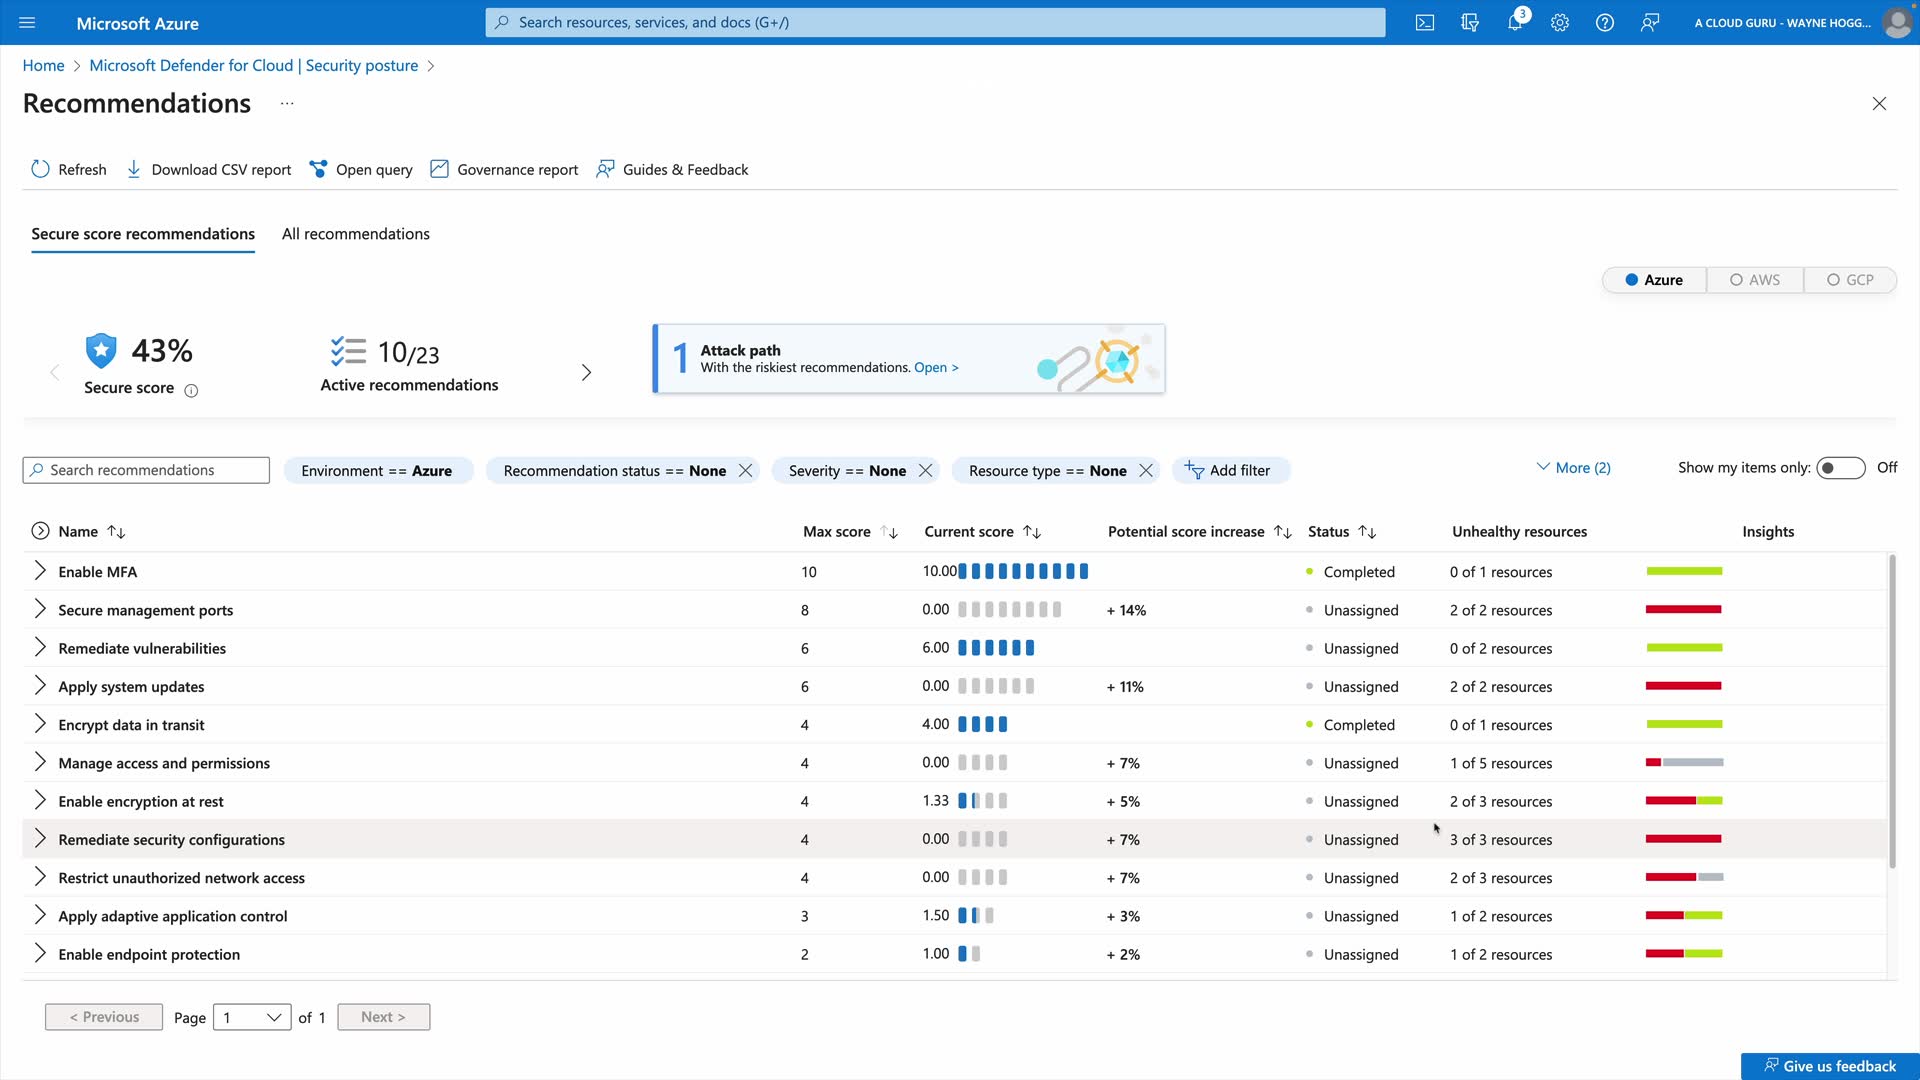 Microsoft Azure
Search resources, services, and docs (G+/)
3
A CLOUD GURU - WAYNE HOGG...
Home > Microsoft Defender for Cloud | Security posture >
Recommendations ...
Refresh Download CSV report Open query Governance report Guides & Feedback
Secure score recommendations All recommendations
Azure AWS GCP
43%
Secure score
10/23
Active recommendations
1
Attack path
With the riskiest recommendations. Open >
Search recommendations
Environment == Azure
Recommendation status == None
Severity == None
Resource type == None
Add filter
More (2)
Show my items only: Off
Name Max score Current score Potential score increase Status Unhealthy resources Insights
Enable MFA 10 10.00 Completed 0 of 1 resources
Secure management ports 8 0.00 + 14% Unassigned 2 of 2 resources
Remediate vulnerabilities 6 6.00 Unassigned 0 of 2 resources
Apply system updates 6 0.00 + 11% Unassigned 2 of 2 resources
Encrypt data in transit 4 4.00 Completed 0 of 1 resources
Manage access and permissions 4 0.00 + 7% Unassigned 1 of 5 resources
Enable encryption at rest 4 1.33 + 5% Unassigned 2 of 3 resources
Remediate security configurations 4 0.00 + 7% Unassigned 3 of 3 resources
Restrict unauthorized network access 4 0.00 + 7% Unassigned 2 of 3 resources
Apply adaptive application control 3 1.50 + 3% Unassigned 1 of 2 resources
Enable endpoint protection 2 1.00 + 2% Unassigned 1 of 2 resources
< Previous Page 1 of 1 Next >
Give us feedback